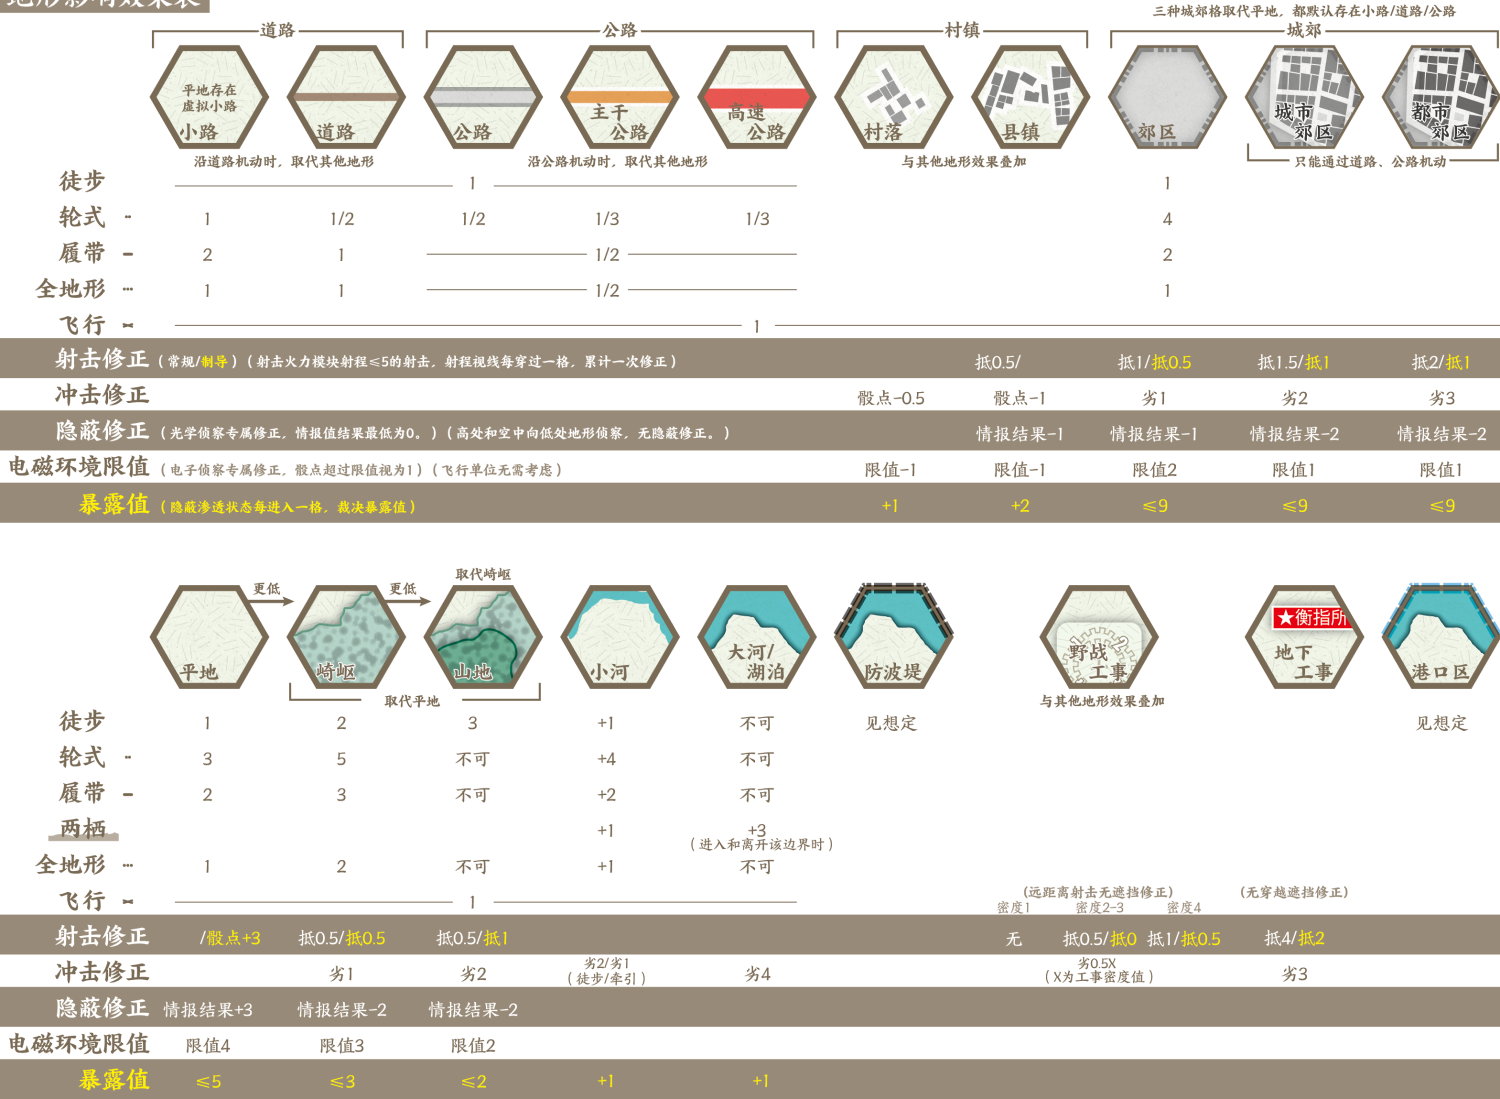 地形影响效果表
三种城郊格取代平地，都默认存在小路/道路/公路
道路 公路 村镇 城郊
平地存在
虚拟小路
小路 道路 公路 主干公路 高速公路 村落 县镇 郊区 城市郊区 都市郊区
沿道路机动时，取代其他地形 沿公路机动时，取代其他地形 与其他地形效果叠加 只能通过道路、公路机动
徒步 1 1
轮式 1 1/2 1/2 1/3 1/3 4
履带 2 1 1/2 2
全地形 1 1 1/2 1
飞行 1
射击修正（常规/制导）（射击火力模块射程≤5的射击，射程视线每穿过一格，累计一次修正） 抵0.5/ 抵1/抵0.5 抵1.5/抵1 抵2/抵1
冲击修正 骰点-0.5 骰点-1 劣1 劣2 劣3
隐蔽修正（光学侦察专属修正，情报值结果最低为0。）（高处和空中向低处地形侦察，无隐蔽修正。） 情报结果-1 情报结果-1 情报结果-2 情报结果-2
电磁环境限值（电子侦察专属修正，骰点超过限值视为1）（飞行单位无需考虑） 限值-1 限值-1 限值2 限值1 限值1
暴露值（隐蔽渗透状态每进入一格，裁决暴露值） +1 +2 ≤9 ≤9 ≤9
取代崎岖
更低 更低
★衡指所
平地 崎岖 山地 小河 大河/湖泊 防波堤 1 2 野战工事 地下工事 港口区
取代平地 与其他地形效果叠加
徒步 1 2 3 +1 不可 见想定 见想定
轮式 3 5 不可 +4 不可
履带 2 3 不可 +2 不可
两栖 +1 +3
（进入和离开该边界时）
全地形 1 2 不可 +1 不可
飞行 1
（远距离射击无遮挡修正） （无穿越遮挡修正）
密度1 密度2-3 密度4
射击修正 /骰点+3 抵0.5/抵0.5 抵0.5/抵1 无 抵0.5/抵0 抵1/抵0.5 抵4/抵2
冲击修正 劣1 劣2 劣2/劣1（徒步/牵引） 劣4 劣0.5X（X为工事密度值） 劣3
隐蔽修正 情报结果+3 情报结果-2 情报结果-2
电磁环境限值 限值4 限值3 限值2
暴露值 ≤5 ≤3 ≤2 +1 +1